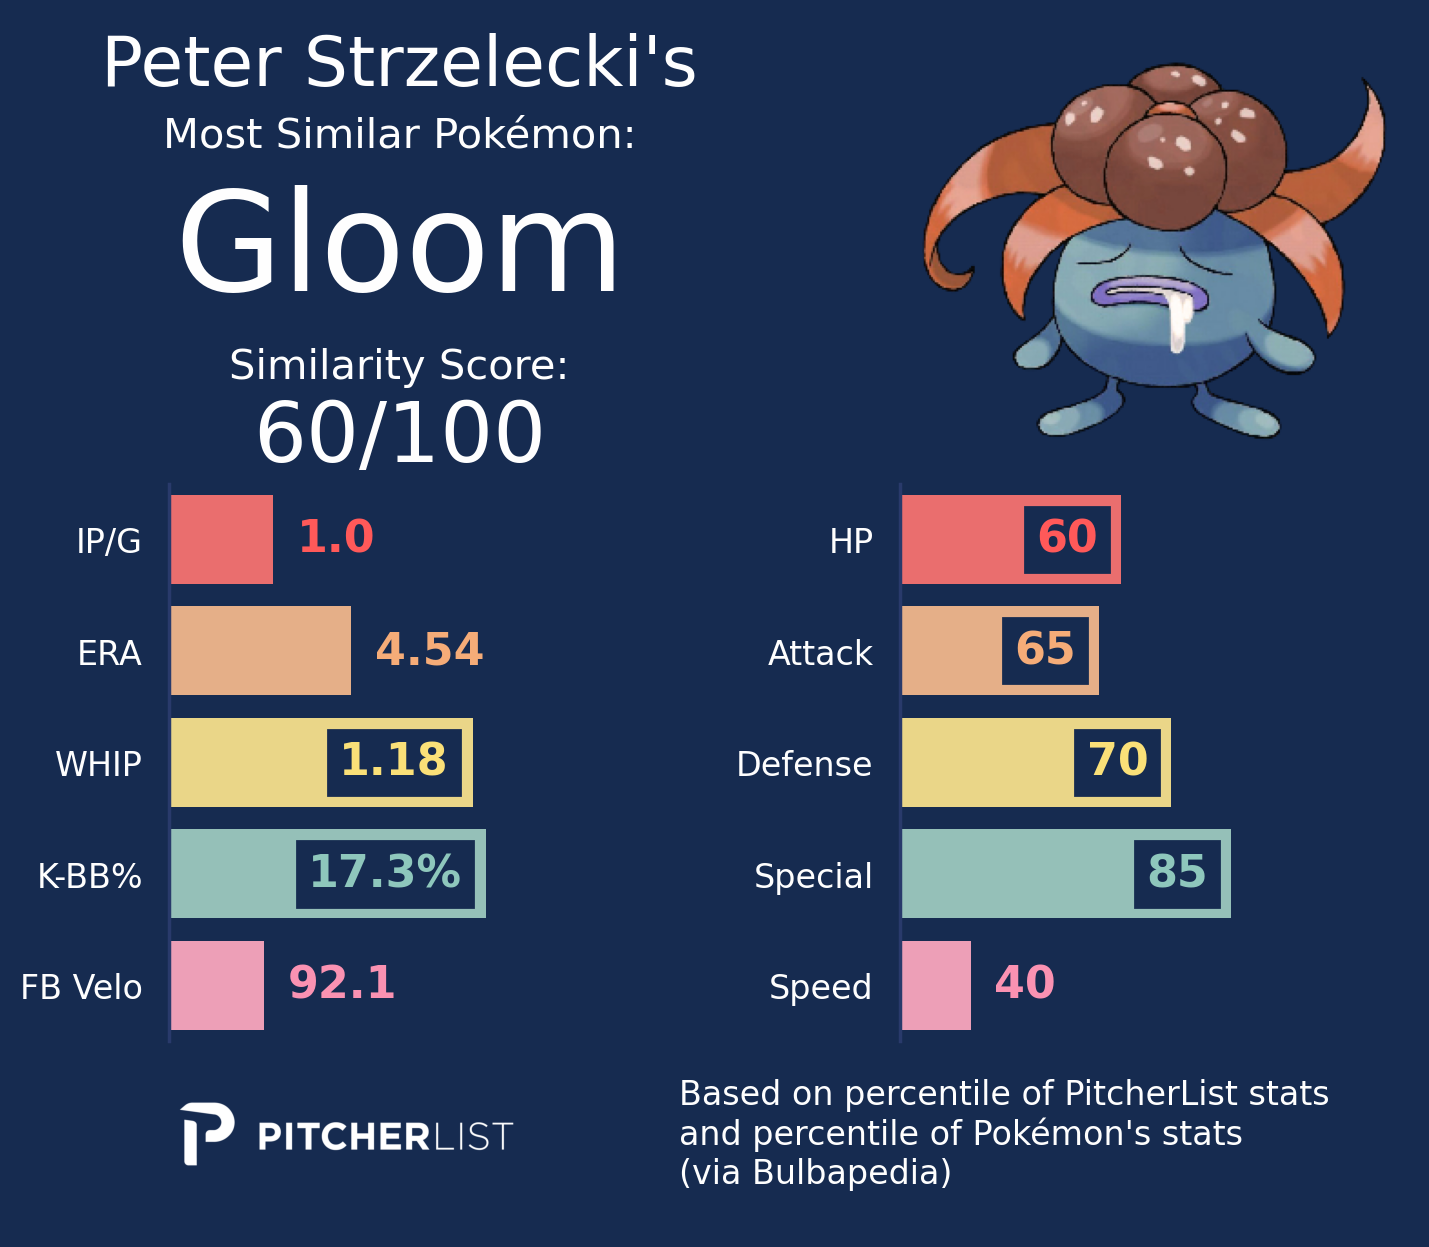 Peter Strzelecki's
Most Similar Pokémon:
Gloom
Similarity Score:
60/100
IP/G 1.0
ERA 4.54
WHIP 1.18
K-BB% 17.3%
FB Velo 92.1
HP 60
Attack 65
Defense 70
Special 85
Speed 40
PITCHERLIST
Based on percentile of PitcherList stats
and percentile of Pokémon's stats
(via Bulbapedia)